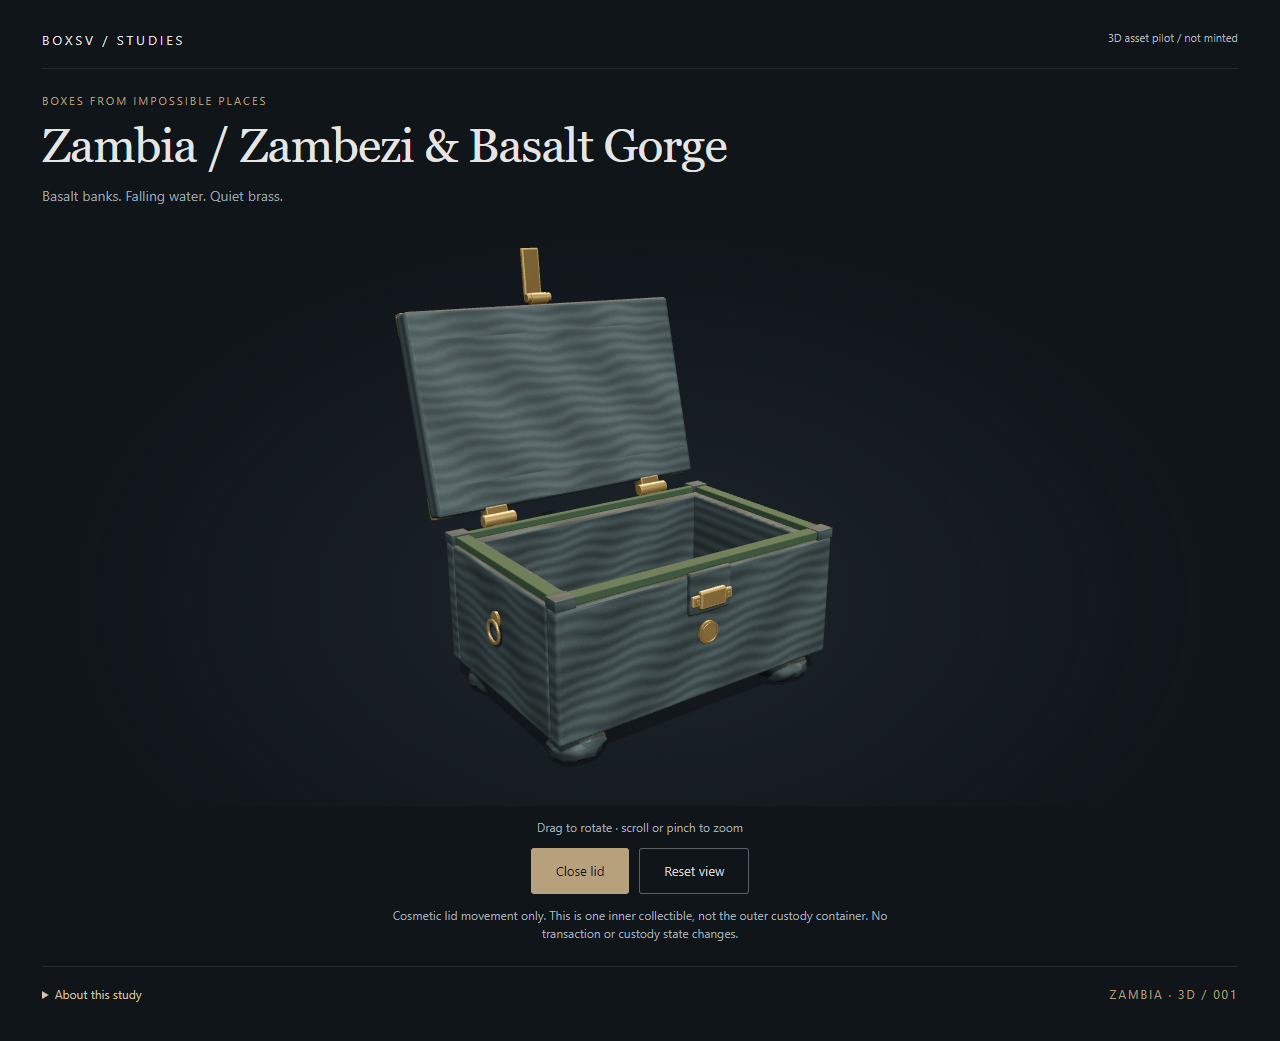 BOXSV / STUDIES
3D asset pilot / not minted
BOXES FROM IMPOSSIBLE PLACES
Zambia / Zambezi & Basalt Gorge
Basalt banks. Falling water. Quiet brass.
Drag to rotate · scroll or pinch to zoom
Close lid
Reset view
Cosmetic lid movement only. This is one inner collectible, not the outer custody container. No
transaction or custody state changes.
About this study
ZAMBIA · 3D / 001